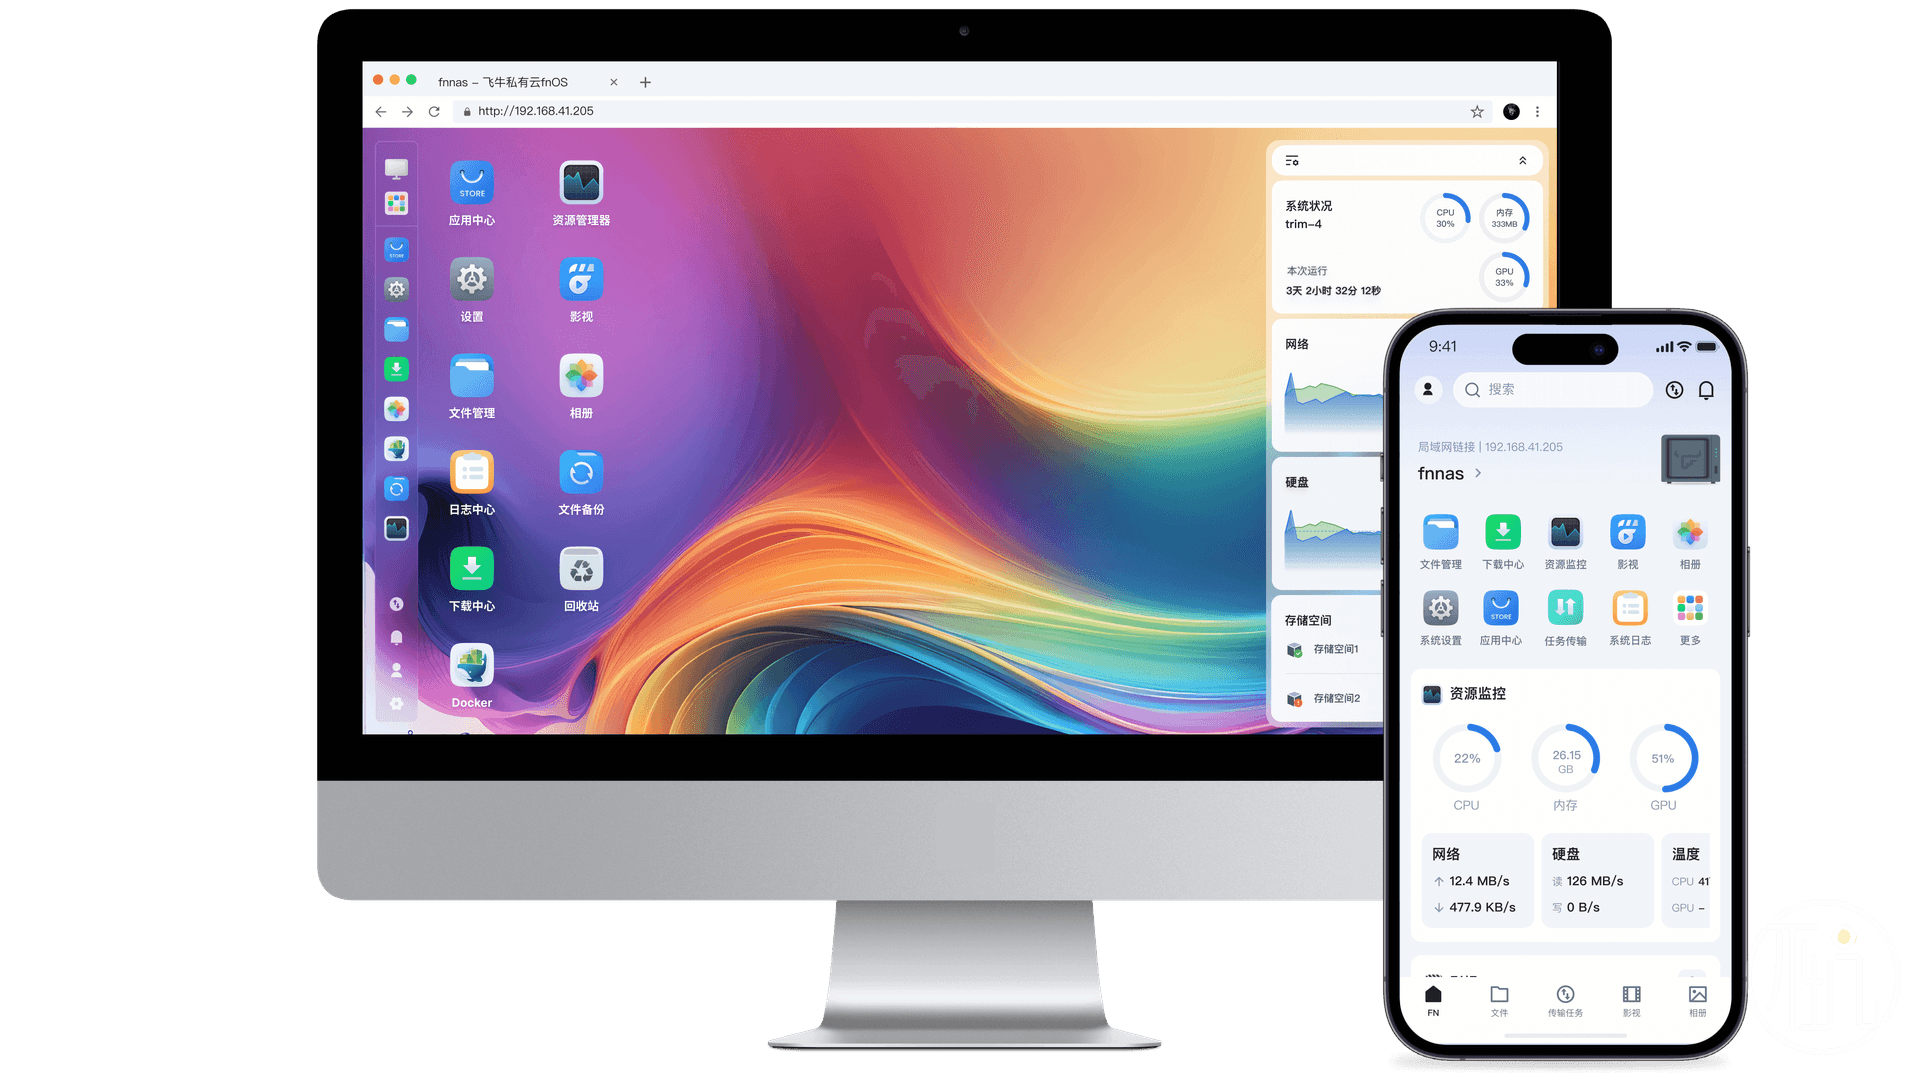 fnnas – 飞牛私有云fnOS
http://192.168.41.205
STORE
应用中心
资源管理器
设置
影视
文件管理
相册
日志中心
文件备份
下载中心
回收站
Docker
STORE
系统状况
trim-4
CPU
30%
内存
333MB
本次运行
3天 2小时 32分 12秒
GPU
33%
网络
硬盘
存储空间
存储空间1
存储空间2
9:41
搜索
局域网链接 | 192.168.41.205
fnnas
文件管理
下载中心
资源监控
影视
相册
STORE
系统设置
应用中心
任务传输
系统日志
更多
资源监控
22%
26.15
GB
51%
CPU
内存
GPU
网络
12.4 MB/s
477.9 KB/s
硬盘
读 126 MB/s
写 0 B/s
温度
CPU 41
GPU –
FN
文件
传输任务
影视
相册